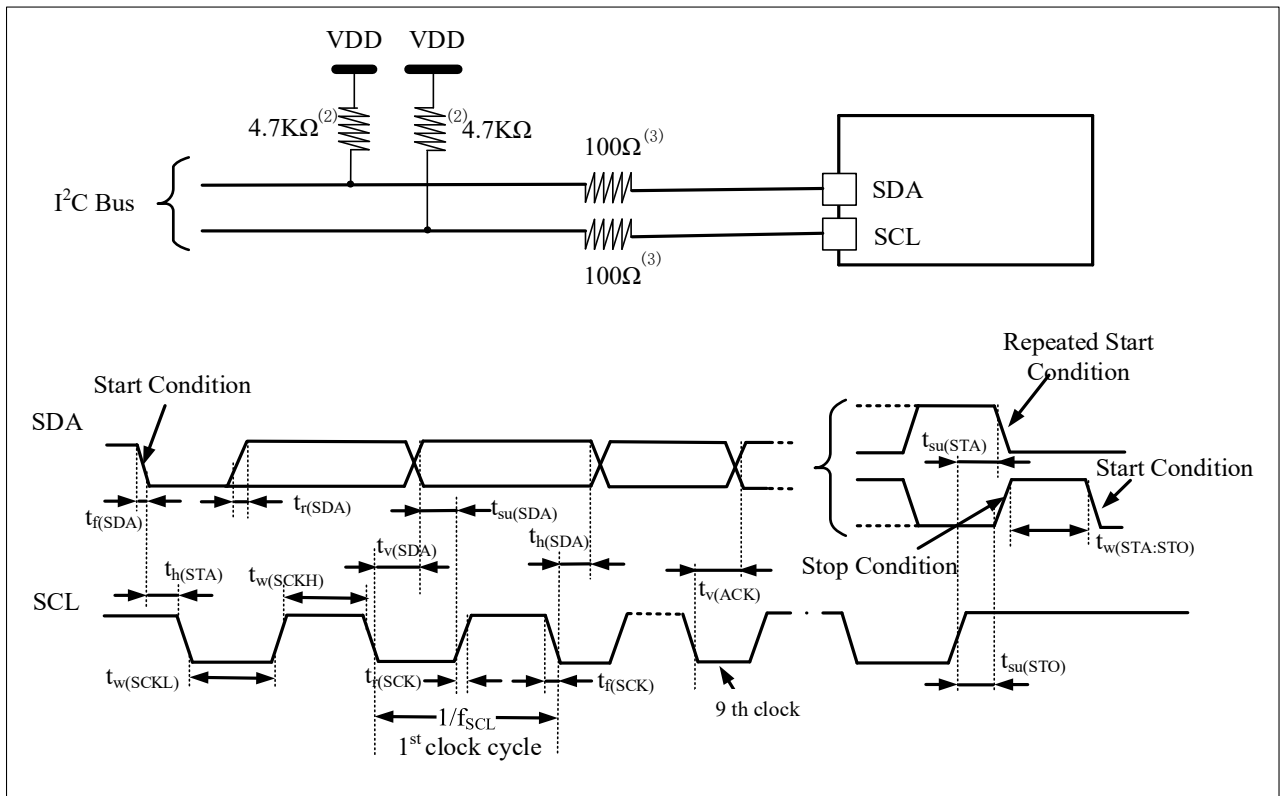 VDD VDD
4.7KΩ(2) (2)4.7KΩ
100Ω(3)
I2C Bus
SDA
SCL
100Ω(3)
Repeated Start
Condition
Start Condition
SDA
tsu(STA)
Start Condition
tf(SDA)
tr(SDA)
tsu(SDA)
tv(SDA)
th(SDA)
tw(STA:STO)
Stop Condition
th(STA)
tw(SCKH)
tv(ACK)
SCL
tw(SCKL)
tr(SCK)
tf(SCK)
tsu(STO)
9 th clock
1/fSCL
1st clock cycle